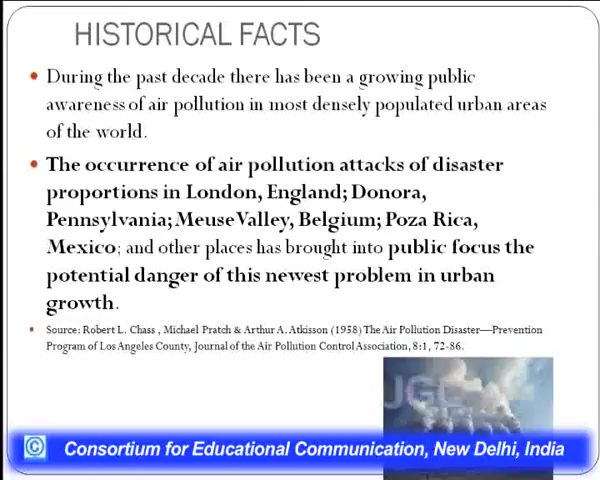 HISTORICAL FACTS
During the past decade there has been a growing public
awareness of air pollution in most densely populated urban areas
of the world.
The occurrence of air pollution attacks of disaster
proportions in London, England; Donora,
Pennsylvania; Meuse Valley, Belgium; Poza Rica,
Mexico; and other places has brought into public focus the
potential danger of this newest problem in urban
growth.
Source: Robert L. Chass , Michael Pratch & Arthur A. Atkisson (1958) The Air Pollution Disaster—Prevention
Program of Los Angeles County, Journal of the Air Pollution Control Association, 8:1, 72-86.
JGC
© Consortium for Educational Communication, New Delhi, India